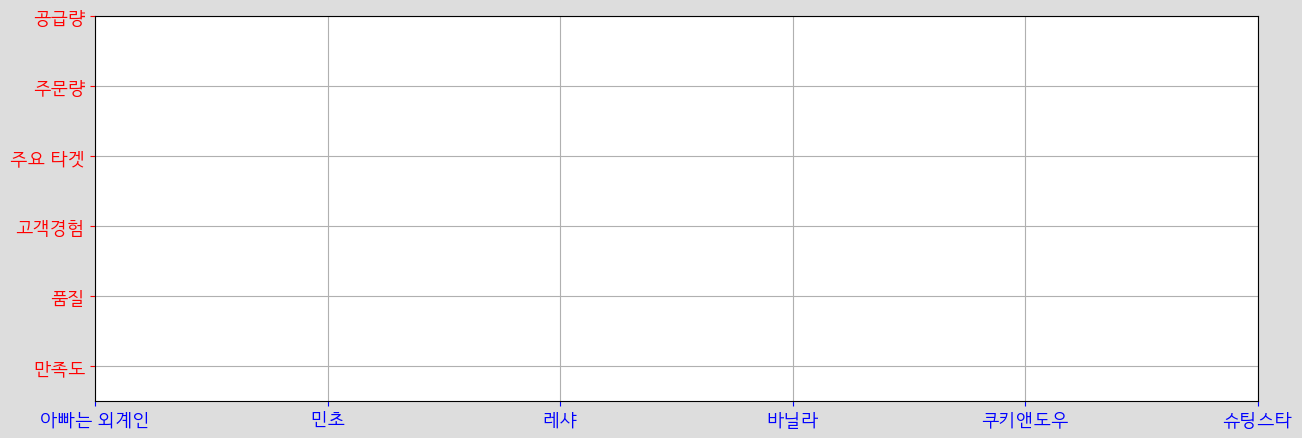 공급량
주문량
주요 타겟
고객경험
품질
만족도
아빠는 외계인 민초 레샤 바닐라 쿠키앤도우 슈팅스타